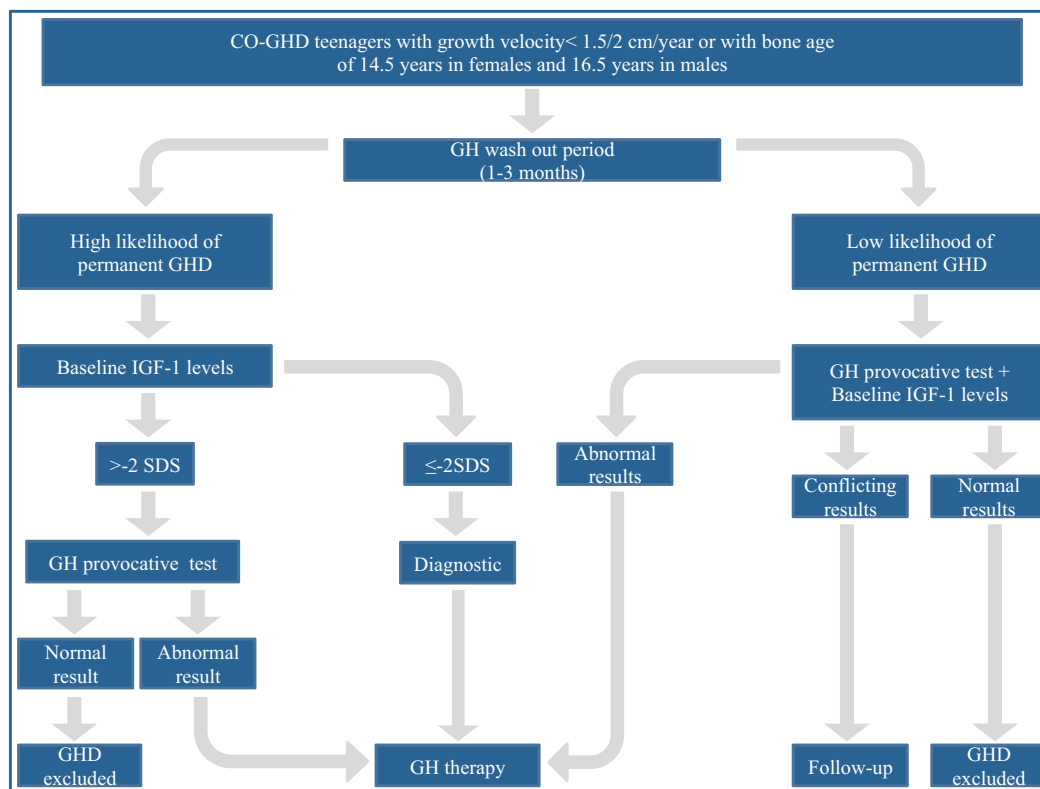 CO-GHD teenagers with growth velocity< 1.5/2 cm/year or with bone age
of 14.5 years in females and 16.5 years in males
GH wash out period
(1-3 months)
High likelihood of
permanent GHD
Low likelihood of
permanent GHD
Baseline IGF-1 levels
GH provocative test +
Baseline IGF-1 levels
>-2 SDS
≤-2SDS
Abnormal
results
Conflicting
results
Normal
results
GH provocative test
Diagnostic
Normal
result
Abnormal
result
GHD
excluded
GH therapy
Follow-up
GHD
excluded